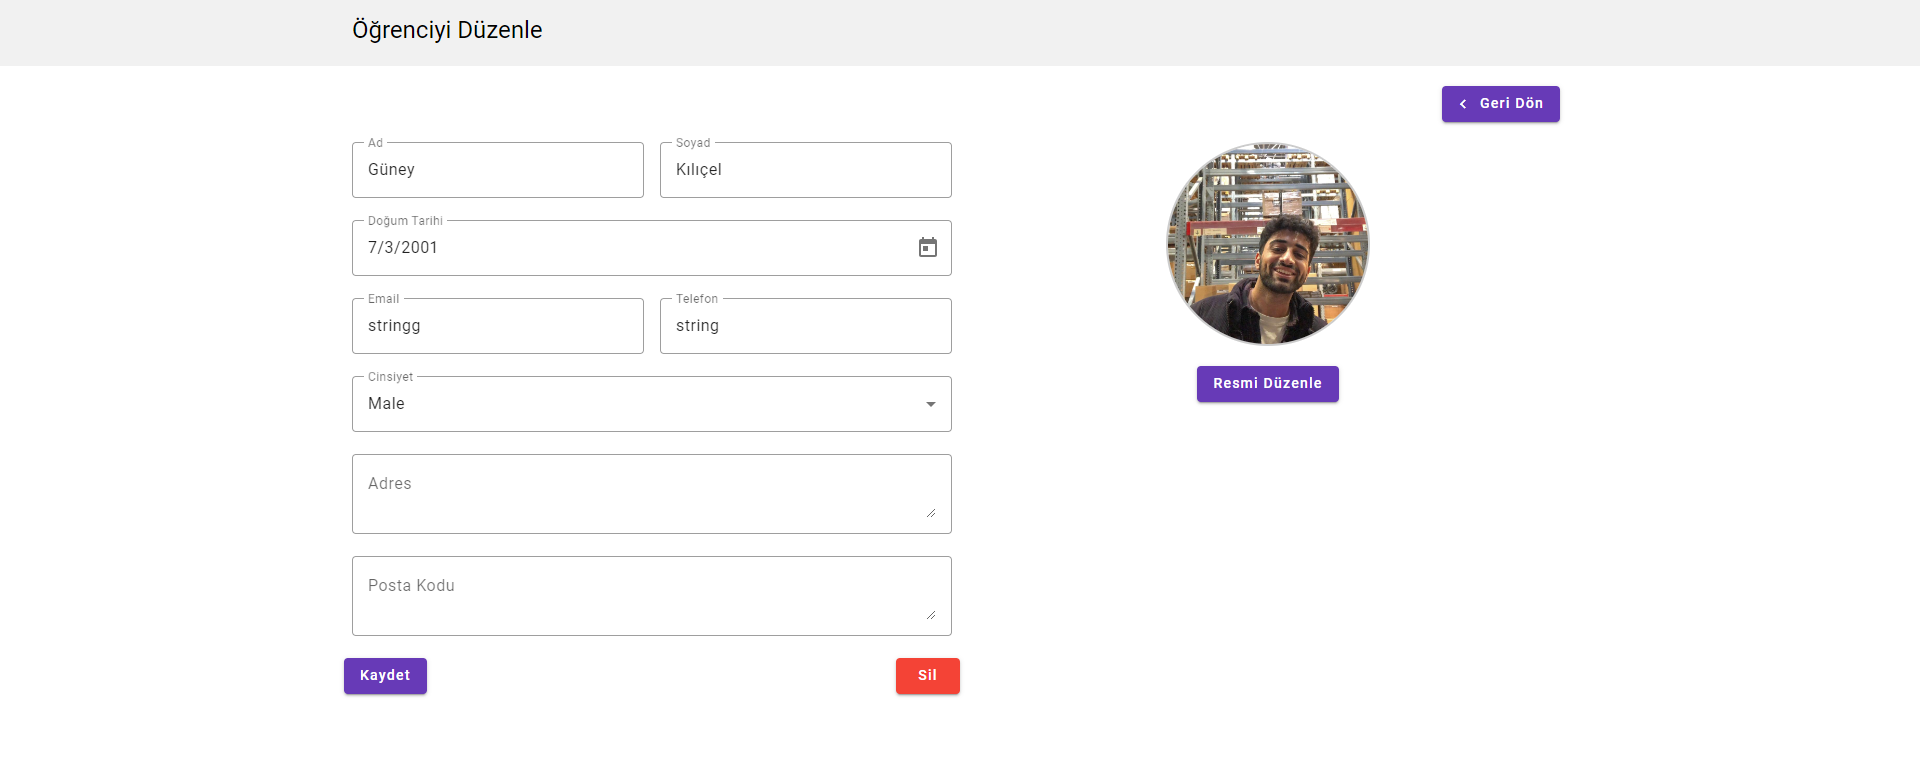 Öğrenciyi Düzenle
Geri Dön
Ad
Güney
Soyad
Kılıçel
Doğum Tarihi
7/3/2001
Email
stringg
Telefon
string
Cinsiyet
Male
Adres
Posta Kodu
Kaydet
Sil
Resmi Düzenle